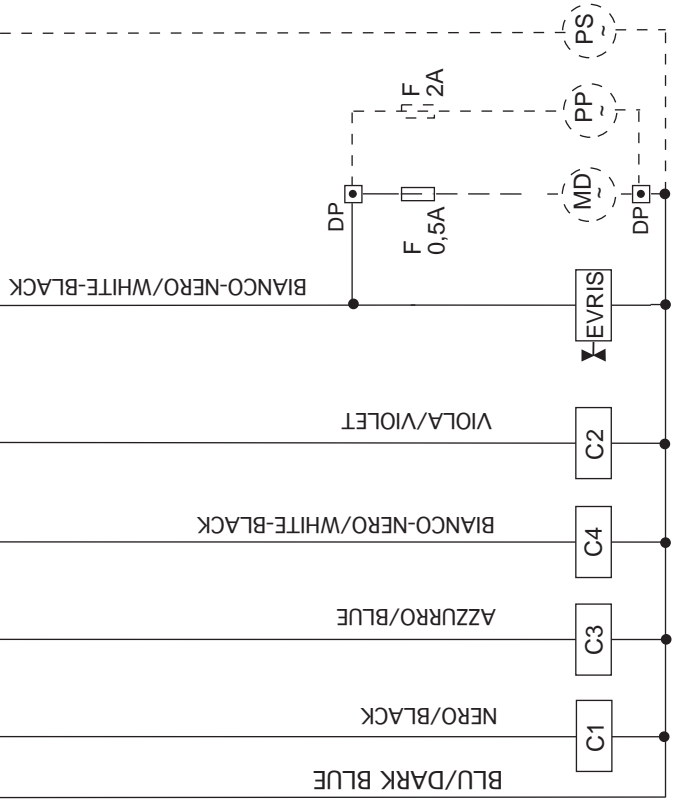 PS
~
F
2A
PP
~
DP
F
0,5A
MD
~
DP
BIANCO-NERO/WHITE-BLACK
EVRIS
VIOLA/VIOLET
C2
BIANCO-NERO/WHITE-BLACK
C4
AZZURRO/BLUE
C3
NERO/BLACK
C1
BLU/DARK BLUE